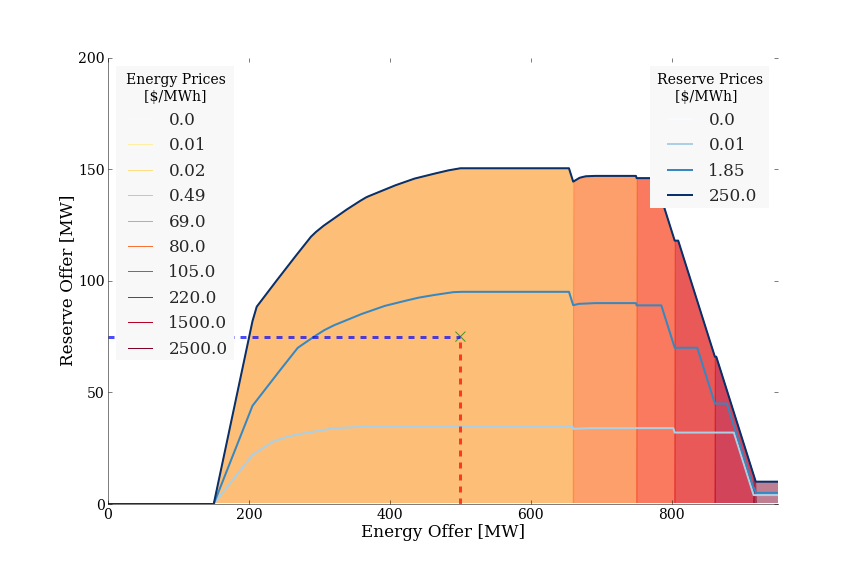 200
150
100
50
0
Reserve Offer [MW]
Energy Prices
[$/MWh]
0.0
0.01
0.02
0.49
69.0
80.0
105.0
220.0
1500.0
2500.0
Reserve Prices
[$/MWh]
0.0
0.01
1.85
250.0
0 200 400 600 800
Energy Offer [MW]